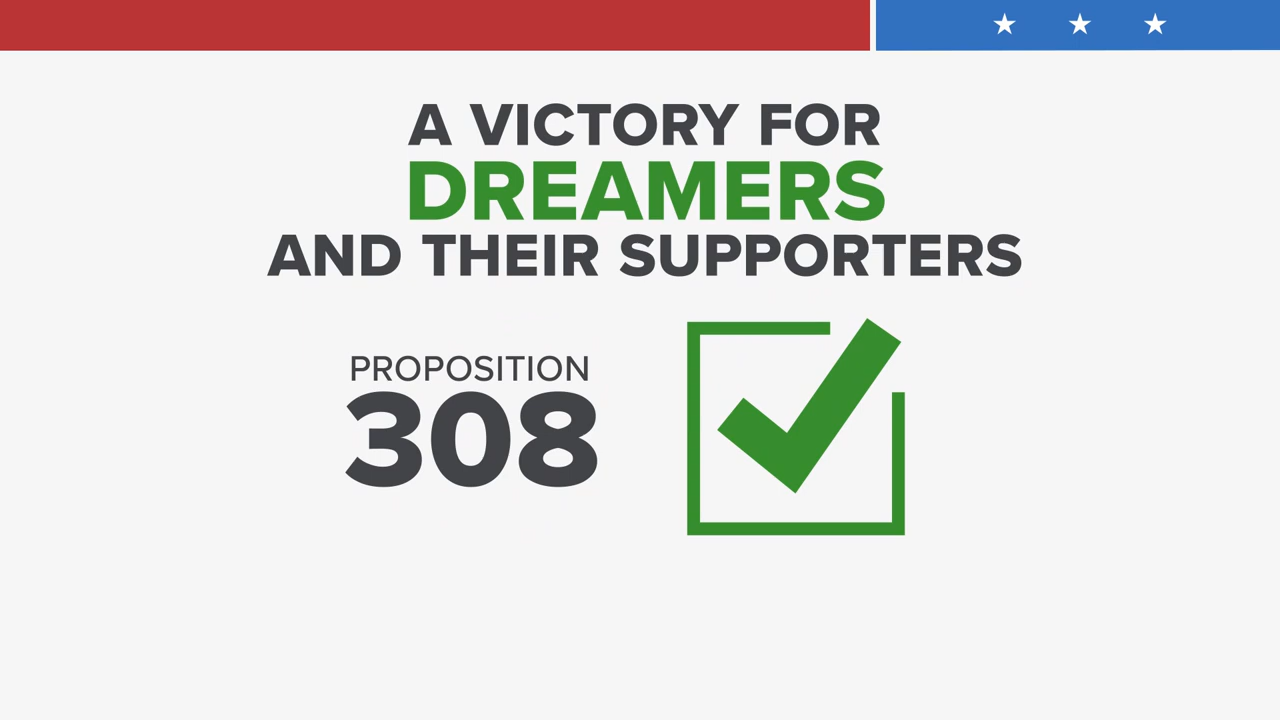 A VICTORY FOR
DREAMERS
AND THEIR SUPPORTERS
PROPOSITION
308